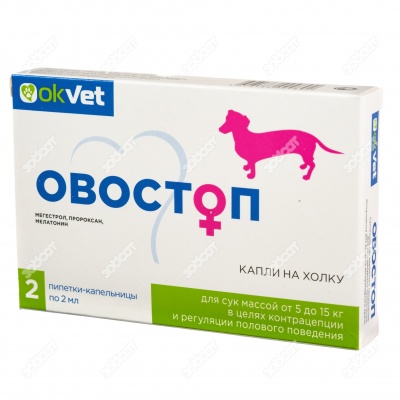 okVet
ОВОСТОП
МЕГЕСТРОЛ, ПРОРОКСАН,
МЕЛАТОНИН
КАПЛИ НА ХОЛКУ
2 пипетки-капельницы
по 2 мл
для сук массой от 5 до 15 кг
в целях контрацепции
и регуляции полового поведения
okVet
ОВОСТОП